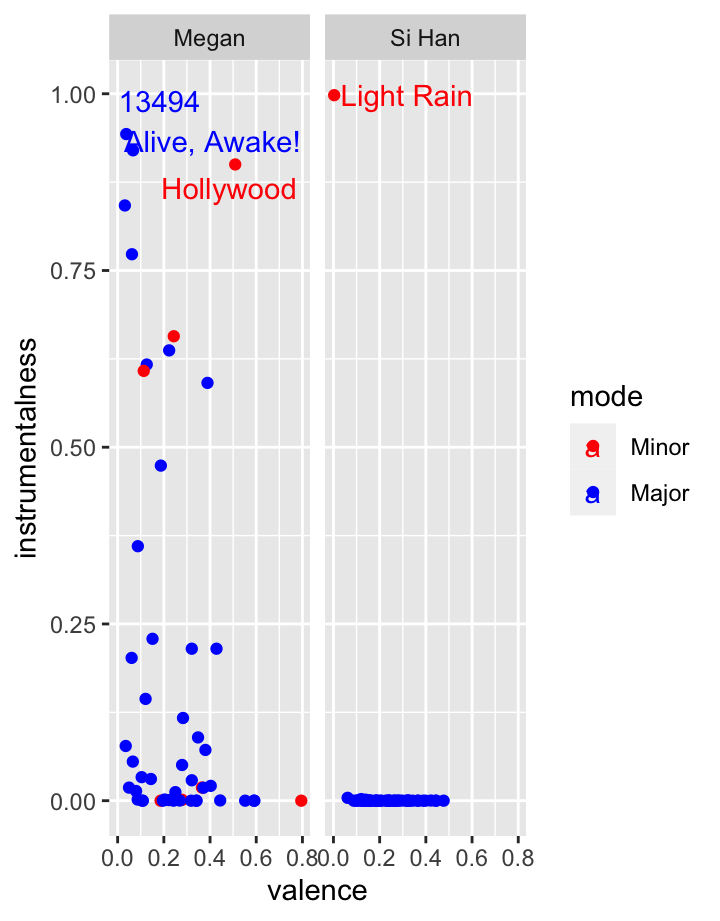 Megan
Si Han
1.00
0.75
0.50
0.25
0.00
instrumentalness
13494
Alive, Awake!
Hollywood
Light Rain
0.0 0.2 0.4 0.6 0.8
0.0 0.2 0.4 0.6 0.8
valence
mode
a Minor
a Major